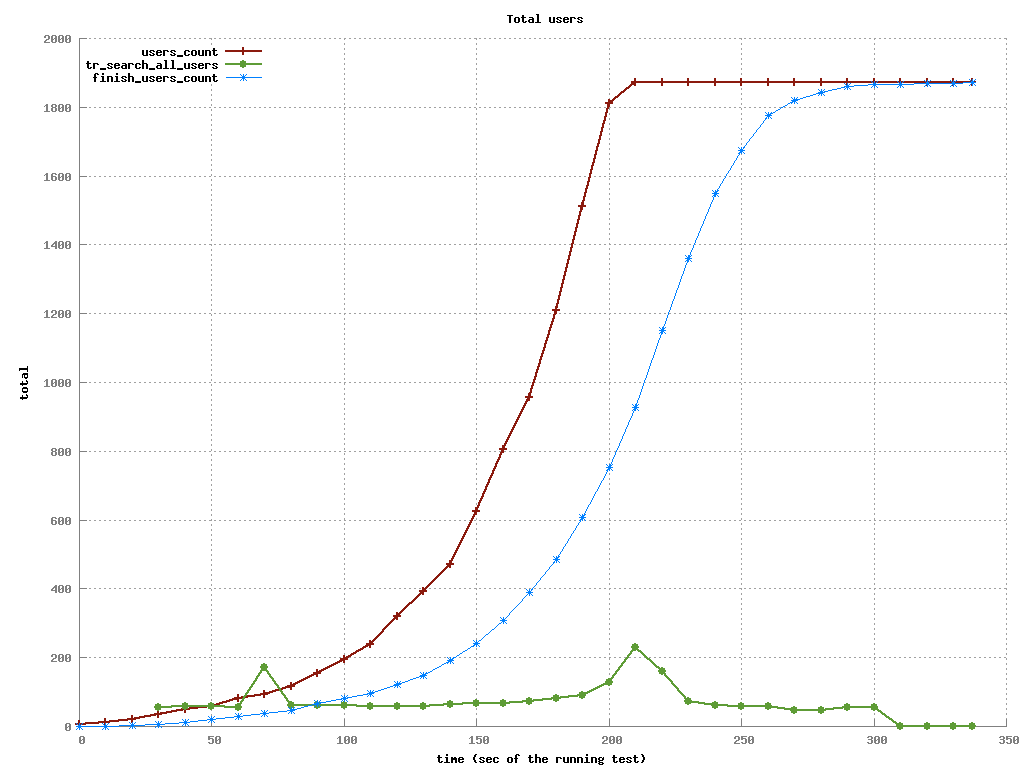 Total users
users_count
tr_search_all_users
finish_users_count
2000
1800
1600
1400
1200
1000
800
600
400
200
0
total
0 50 100 150 200 250 300 350
time (sec of the running test)